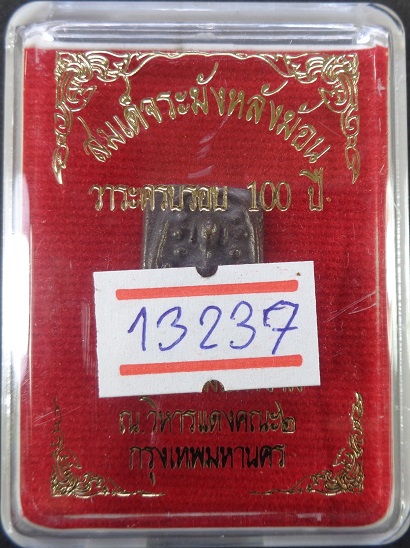 สมเด็จระฆังหลังฆ้อน
วาระครบรอบ 100 ปี
13237
ณ.วิหารแดงคณะ๒
กรุงเทพมหานคร